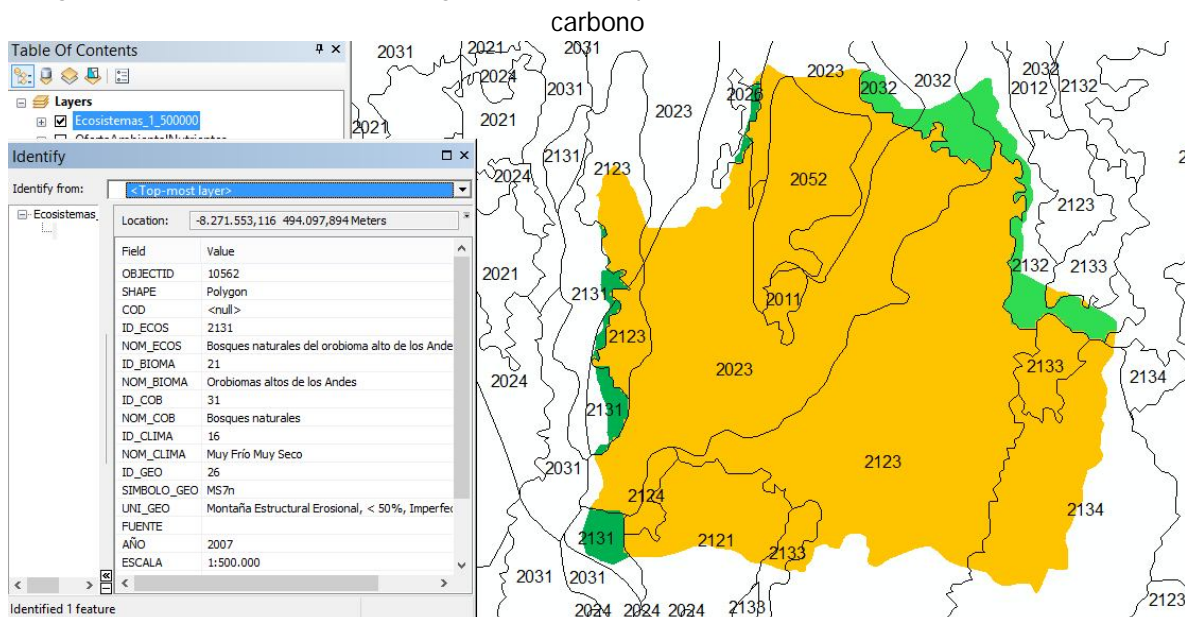 carbono
Table Of Contents
Layers
Ecosistemas_1_500000
Identify
Identify from: <Top-most layer>
Ecosistemas_
Location: -8.271.553,116 494.097,894 Meters
Field Value
OBJECTID 10562
SHAPE Polygon
COD <null>
ID_ECOS 2131
NOM_ECOS Bosques naturales del orobioma alto de los Ande
ID_BIOMA 21
NOM_BIOMA Orobiomas altos de los Andes
ID_COB 31
NOM_COB Bosques naturales
ID_CLIMA 16
NOM_CLIMA Muy Frío Muy Seco
ID_GEO 26
SIMBOLO_GEO MS7n
UNI_GEO Montaña Estructural Erosional, < 50%, Imperfec
FUENTE
AÑO 2007
ESCALA 1:500.000
Identified 1 feature
2031 2021 2031
2024 2031 2023 2032 2032 2032
2026 2012 2132
2021 2021 2023
2131 2123
2024 2052
2123
2021 2132 2133
2131 2011
2123
2024 2023 2133 2134
2131
2031 2123
2124 2134
2131 2121 2133
2031 2031
2024 2024 2024 2133 2123